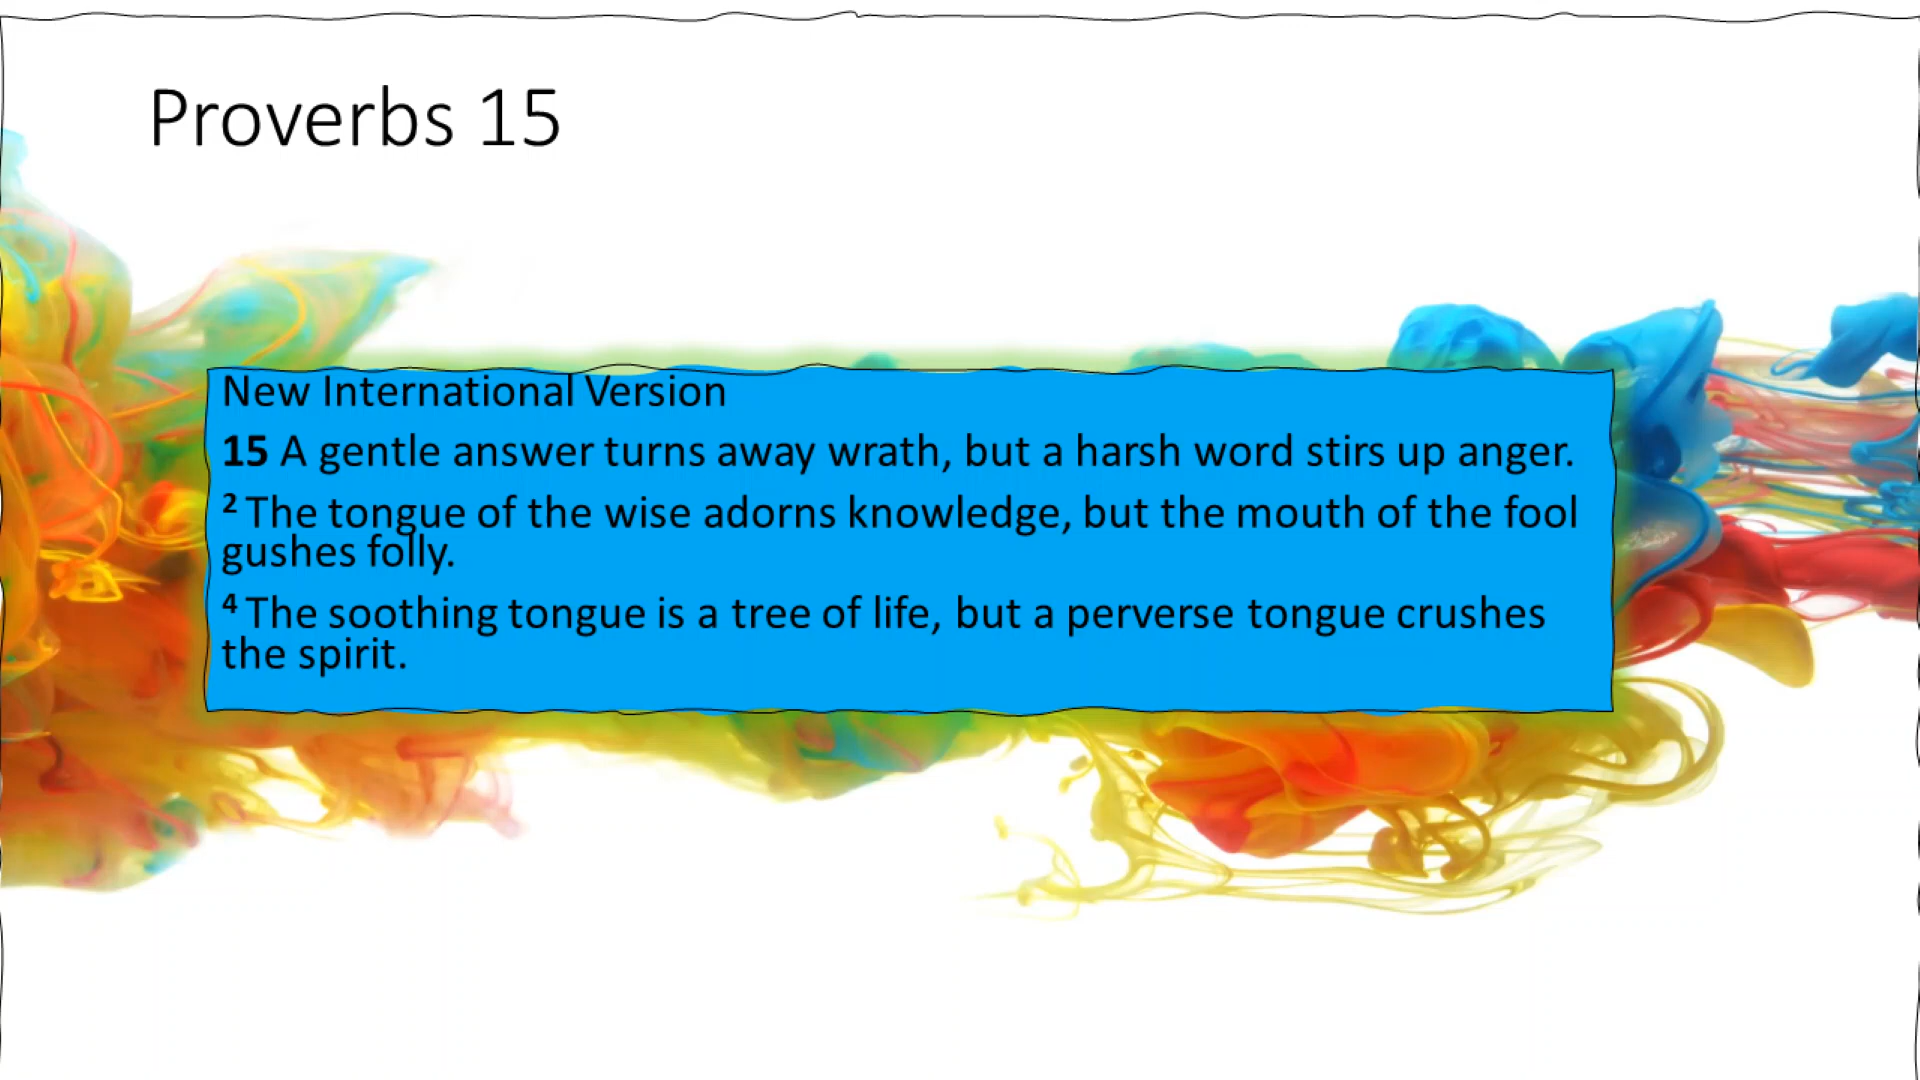 Proverbs 15
New International Version
15 A gentle answer turns away wrath, but a harsh word stirs up anger.
² The tongue of the wise adorns knowledge, but the mouth of the fool
gushes folly.
⁴ The soothing tongue is a tree of life, but a perverse tongue crushes
the spirit.